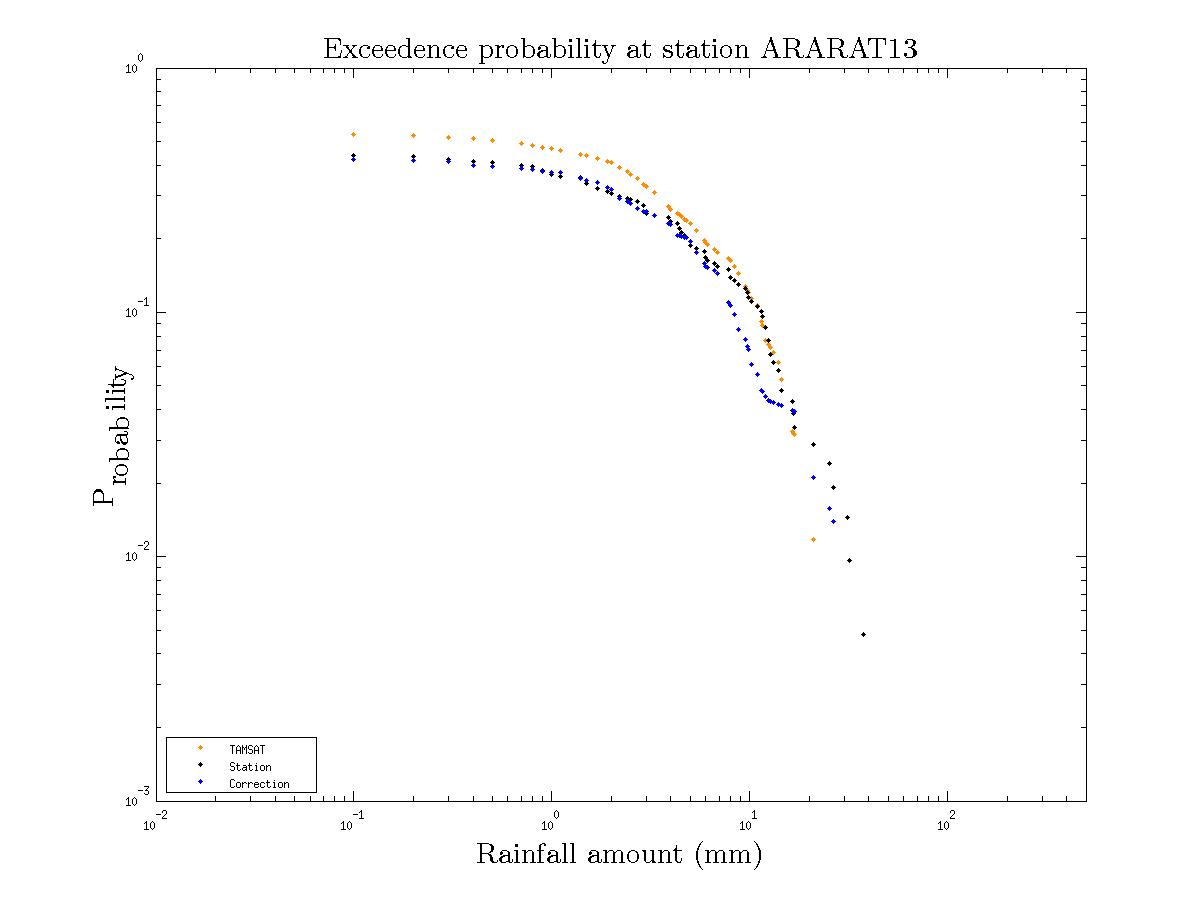 Exceedence probability at station ARARAT13
10^0
10^-1
10^-2
10^-3
Probability
TAMSAT
Station
Correction
10^-2 10^-1 10^0 10^1 10^2
Rainfall amount (mm)